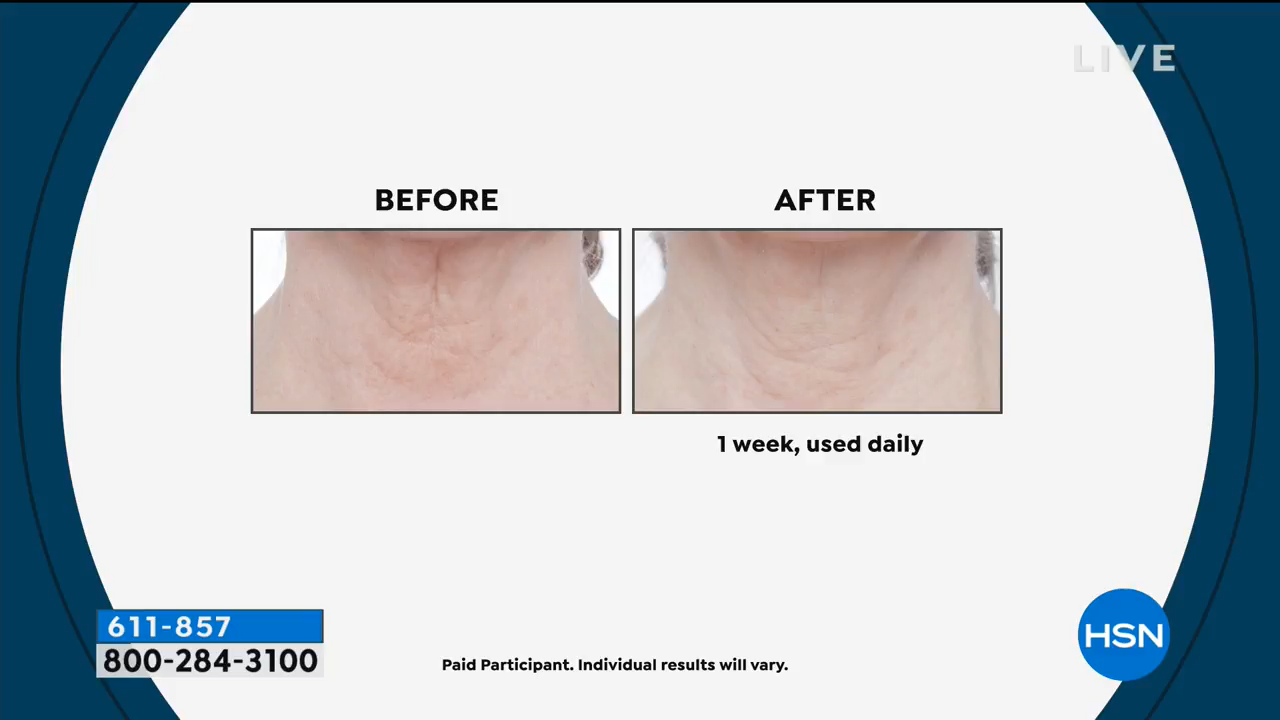 LIVE
BEFORE
AFTER
1 week, used daily
611-857
800-284-3100
Paid Participant. Individual results will vary.
HSN